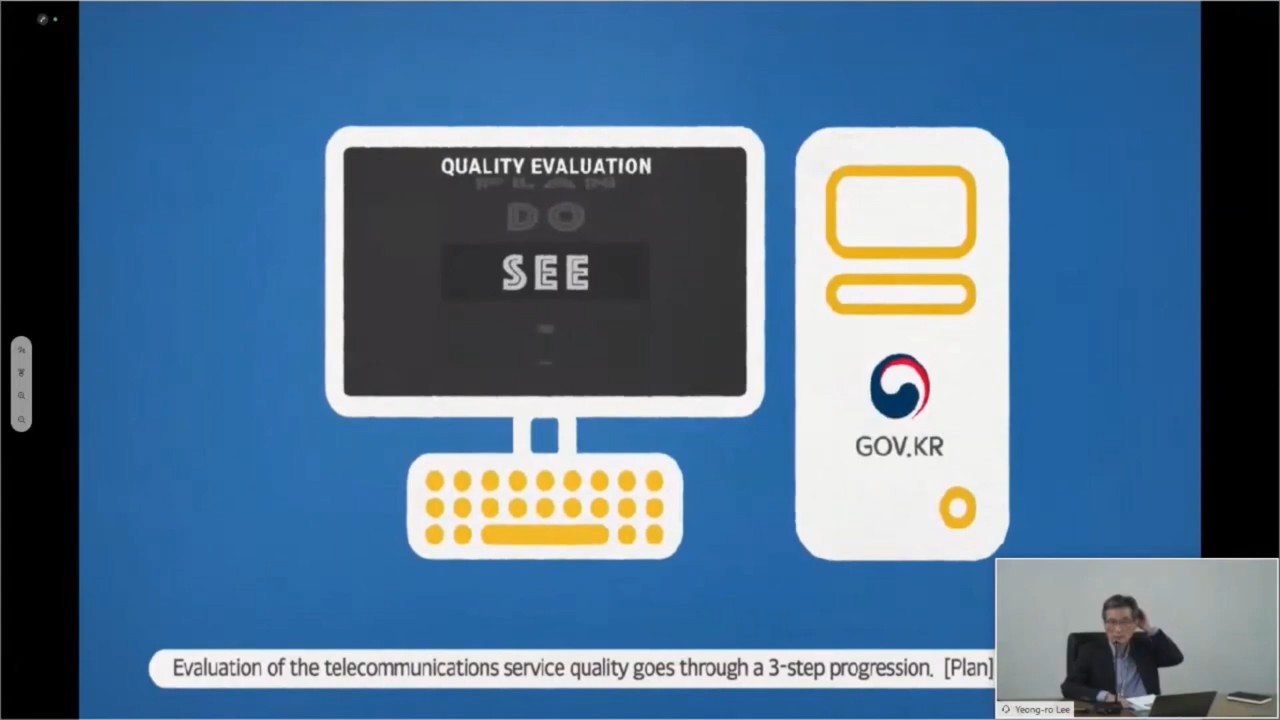 QUALITY EVALUATION
PLAN
DO
SEE
GOV.KR
Evaluation of the telecommunications service quality goes through a 3-step progression. [Plan]
Yeong-ro Lee